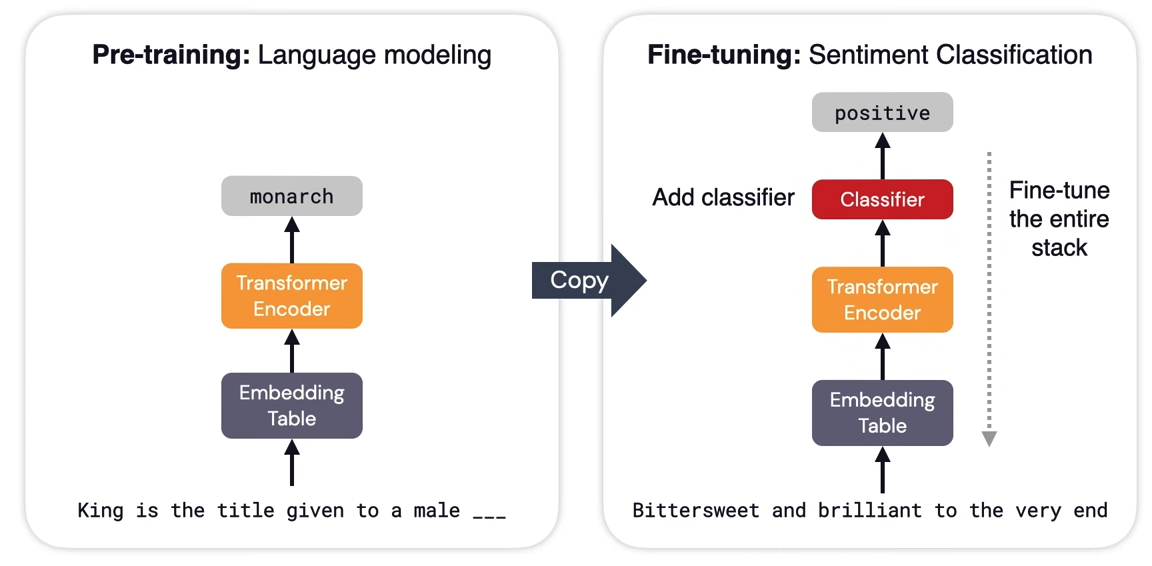 Pre-training: Language modeling
monarch
Transformer
Encoder
Embedding
Table
King is the title given to a male ___
Copy
Fine-tuning: Sentiment Classification
positive
Add classifier
Classifier
Fine-tune
the entire
stack
Transformer
Encoder
Embedding
Table
Bittersweet and brilliant to the very end